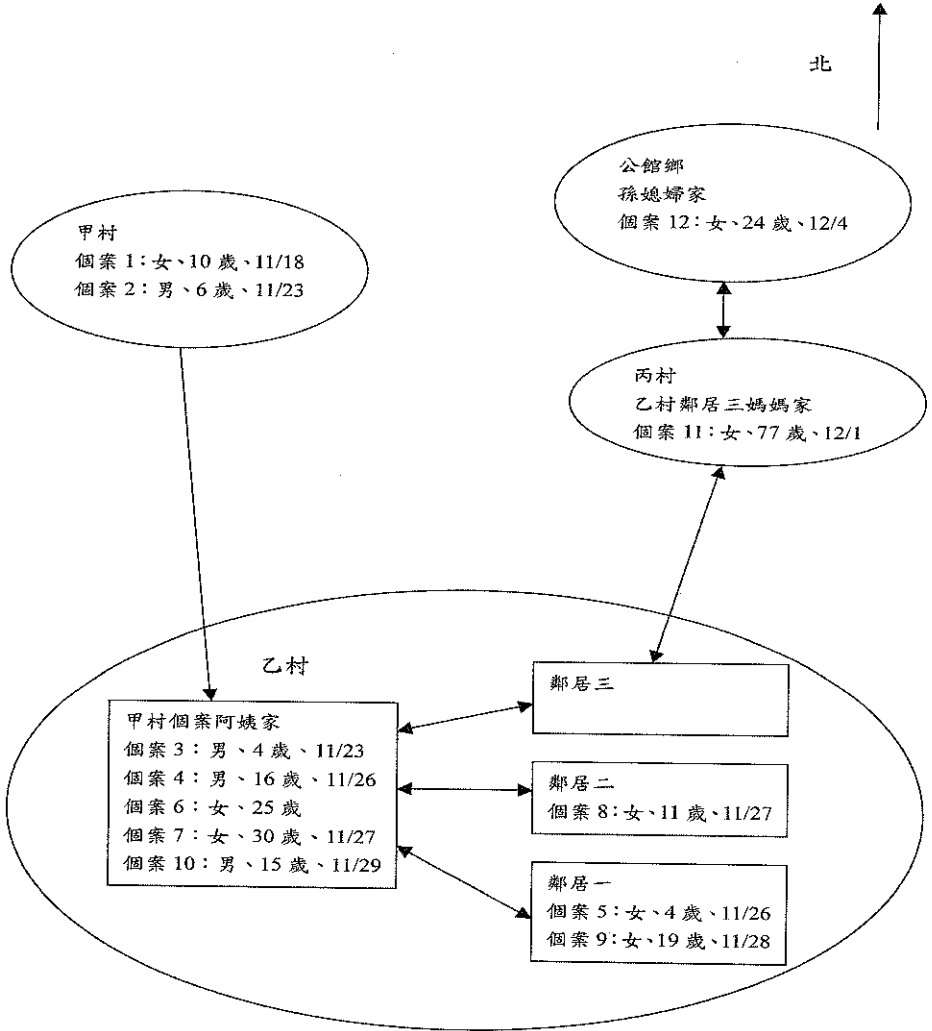 北
公館鄉
孫媳婦家
個案 12：女、24 歲、12/4
甲村
個案 1：女、10 歲、11/18
個案 2：男、6 歲、11/23
丙村
乙村鄰居三媽媽家
個案 11：女、77 歲、12/1
乙村
甲村個案阿姨家
個案 3：男、4 歲、11/23
個案 4：男、16 歲、11/26
個案 6：女、25 歲
個案 7：女、30 歲、11/27
個案 10：男、15 歲、11/29
鄰居三
鄰居二
個案 8：女、11 歲、11/27
鄰居一
個案 5：女、4 歲、11/26
個案 9：女、19 歲、11/28